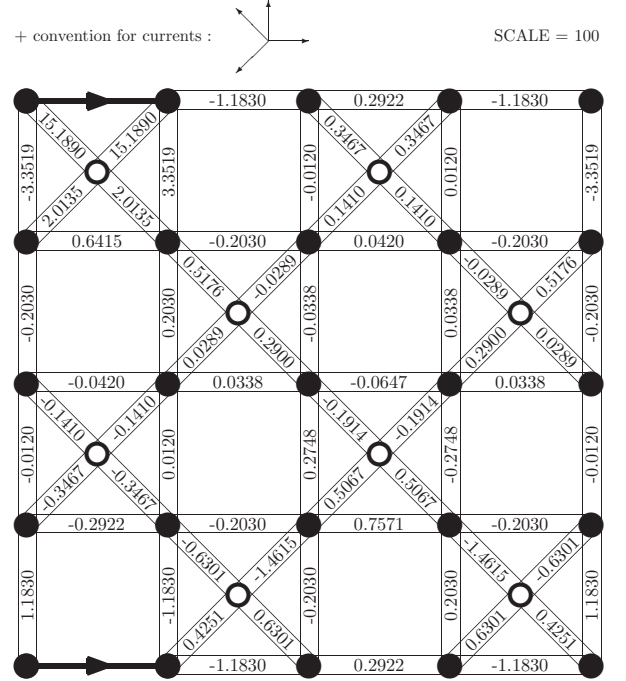 + convention for currents :
SCALE = 100
-1.1830 0.2922 -1.1830
15.1890 15.1890 0.3467 0.3467
-3.3519 3.3519 -0.0120 0.0120 -3.3519
2.0135 2.0135 0.1410 0.1410
0.6415 -0.2030 0.0420 -0.2030
0.5176 -0.0289 -0.0289 0.5176
-0.2030 0.2030 -0.0338 0.0338 -0.2030
0.0289 0.2900 0.2900 0.0289
-0.0420 0.0338 -0.0647 0.0338
-0.1410 -0.1410 -0.1914 -0.1914
-0.0120 0.0120 0.2748 -0.2748 -0.0120
-0.3467 -0.3467 0.5067 0.5067
-0.2922 -0.2030 0.7571 -0.2030
-0.6301 -1.4615 -1.4615 -0.6301
1.1830 -1.1830 -0.2030 0.2030 1.1830
0.4251 0.6301 0.6301 0.4251
-1.1830 0.2922 -1.1830